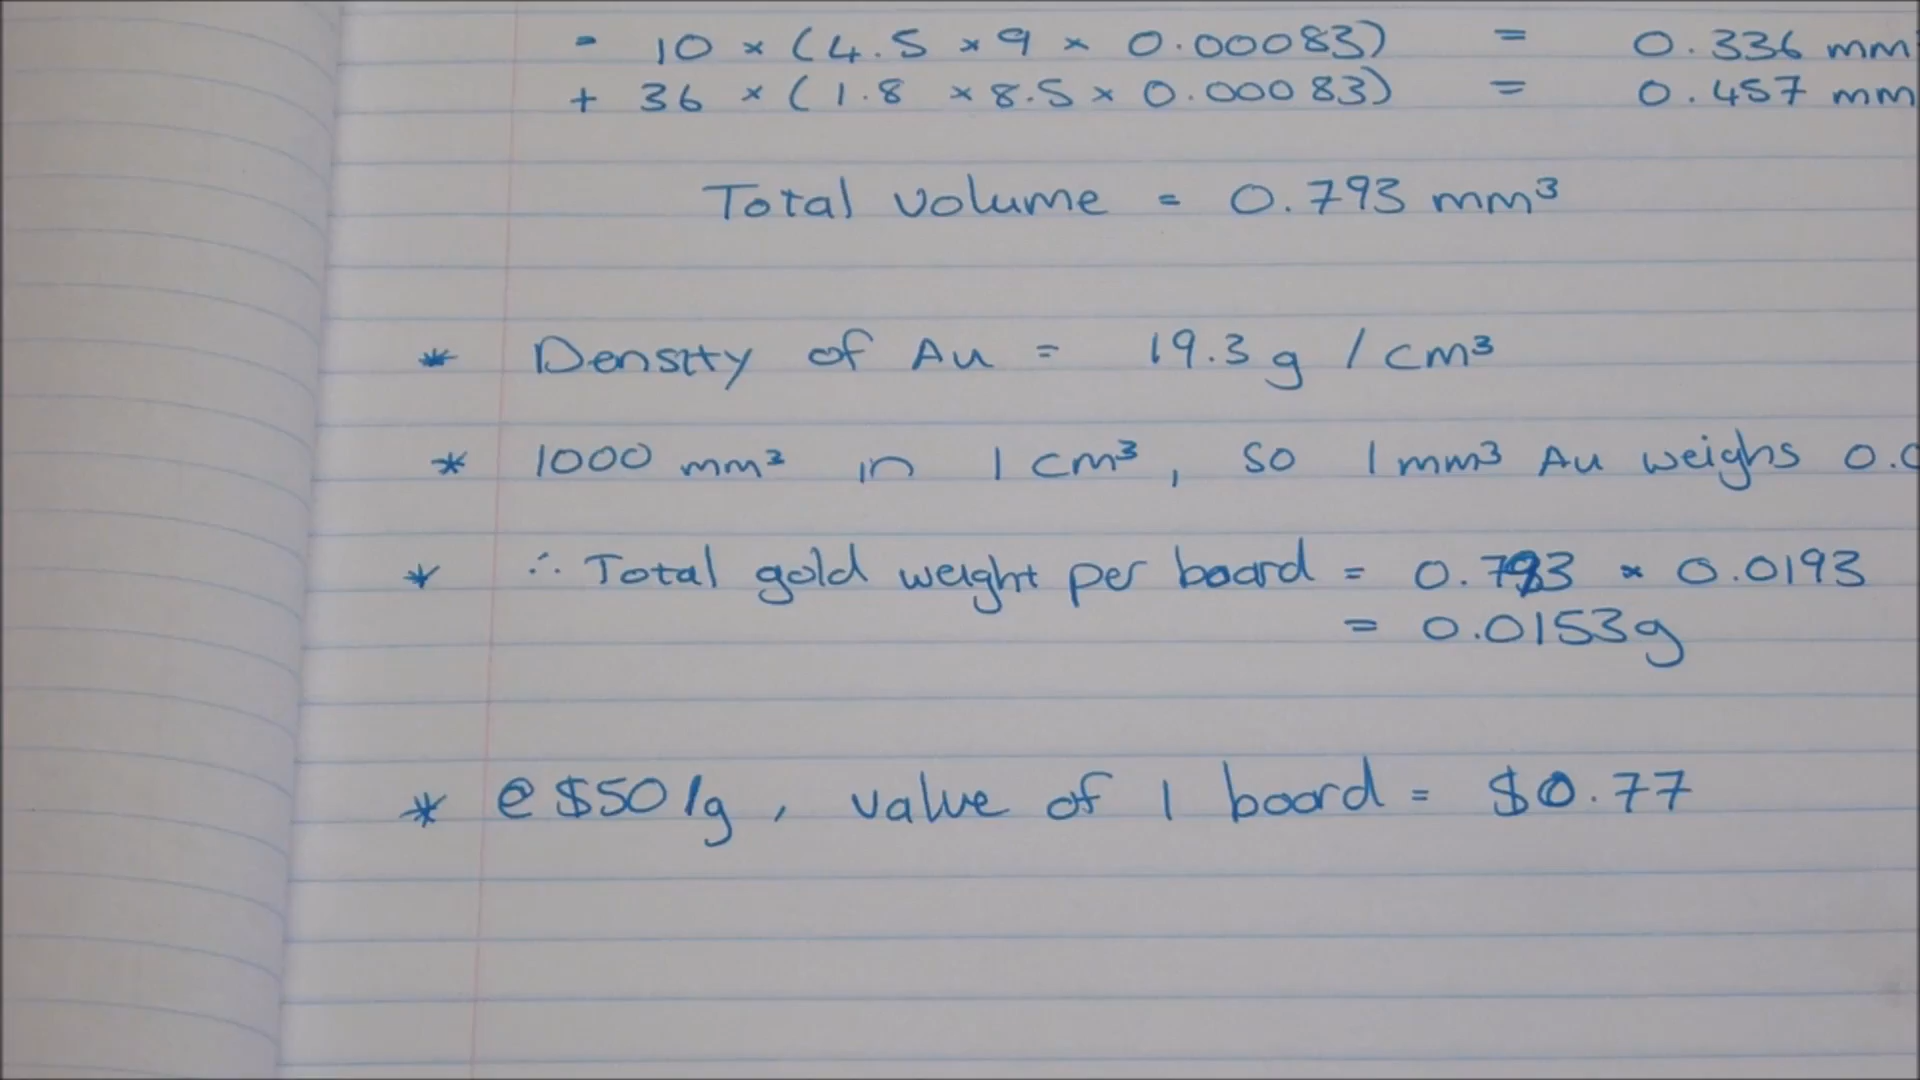 - 10 × (4.5 × 9 × 0.00083) = 0.336 mm
+ 36 × (1.8 × 8.5 × 0.00083) = 0.457 mm
Total volume = 0.793 mm³
* Density of Au = 19.3 g / cm³
* 1000 mm³ in 1 cm³, so 1 mm³ Au weighs 0.0
* ∴ Total gold weight per board = 0.793 × 0.0193
= 0.0153g
* @ $50/g, value of 1 board = $0.77